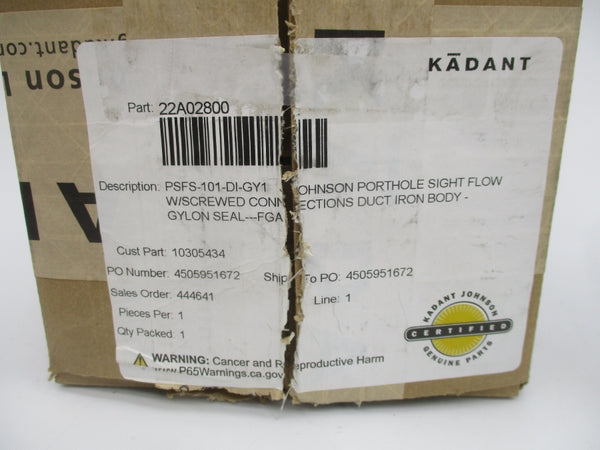 KĀDANT
Part: 22A02800
Description: PSFS-101-DI-GY1 JOHNSON PORTHOLE SIGHT FLOW
W/SCREWED CONNECTIONS DUCT IRON BODY -
GYLON SEAL---FGA
Cust Part: 10305434
PO Number: 4505951672 Ship To PO: 4505951672
Sales Order: 444641 Line: 1
Pieces Per: 1
Qty Packed: 1
KADANT JOHNSON
CERTIFIED
GENUINE PARTS
WARNING: Cancer and Reproductive Harm
www.P65Warnings.ca.gov